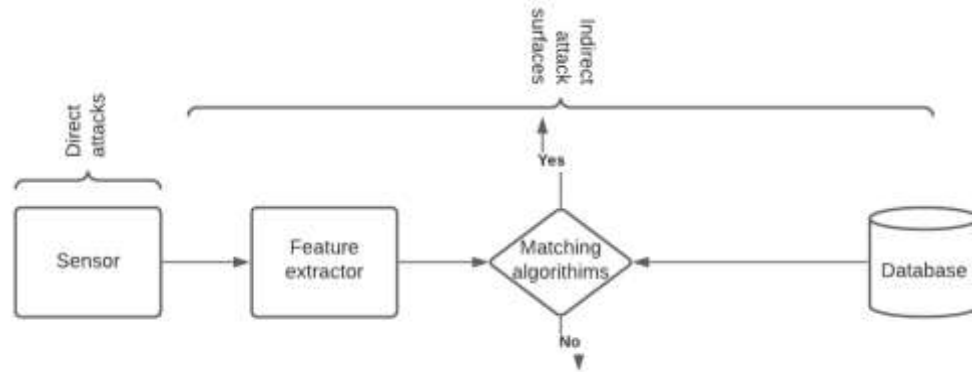 Indirect
attack
surfaces
Direct
attacks
Yes
Sensor
Feature
extractor
Matching
algorithims
Database
No